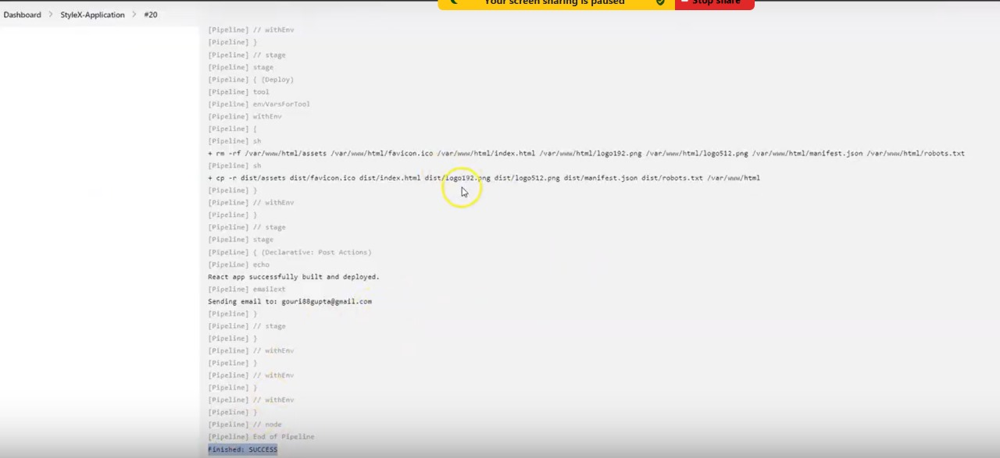 Your screen sharing is paused
Stop share
Dashboard > StyleX-Application > #20
[Pipeline] // withEnv
[Pipeline] }
[Pipeline] // stage
[Pipeline] stage
[Pipeline] { (Deploy)
[Pipeline] tool
[Pipeline] envVarsForTool
[Pipeline] withEnv
[Pipeline] {
[Pipeline] sh
+ rm -rf /var/www/html/assets /var/www/html/favicon.ico /var/www/html/index.html /var/www/html/logo192.png /var/www/html/logo512.png /var/www/html/manifest.json /var/www/html/robots.txt
[Pipeline] sh
+ cp -r dist/assets dist/favicon.ico dist/index.html dist/logo192.png dist/logo512.png dist/manifest.json dist/robots.txt /var/www/html
[Pipeline] }
[Pipeline] // withEnv
[Pipeline] }
[Pipeline] // stage
[Pipeline] stage
[Pipeline] { (Declarative: Post Actions)
[Pipeline] echo
React app successfully built and deployed.
[Pipeline] emailext
Sending email to: gouri88gupta@gmail.com
[Pipeline] }
[Pipeline] // stage
[Pipeline] }
[Pipeline] // withEnv
[Pipeline] }
[Pipeline] // withEnv
[Pipeline] }
[Pipeline] // withEnv
[Pipeline] }
[Pipeline] // node
[Pipeline] End of Pipeline
Finished: SUCCESS